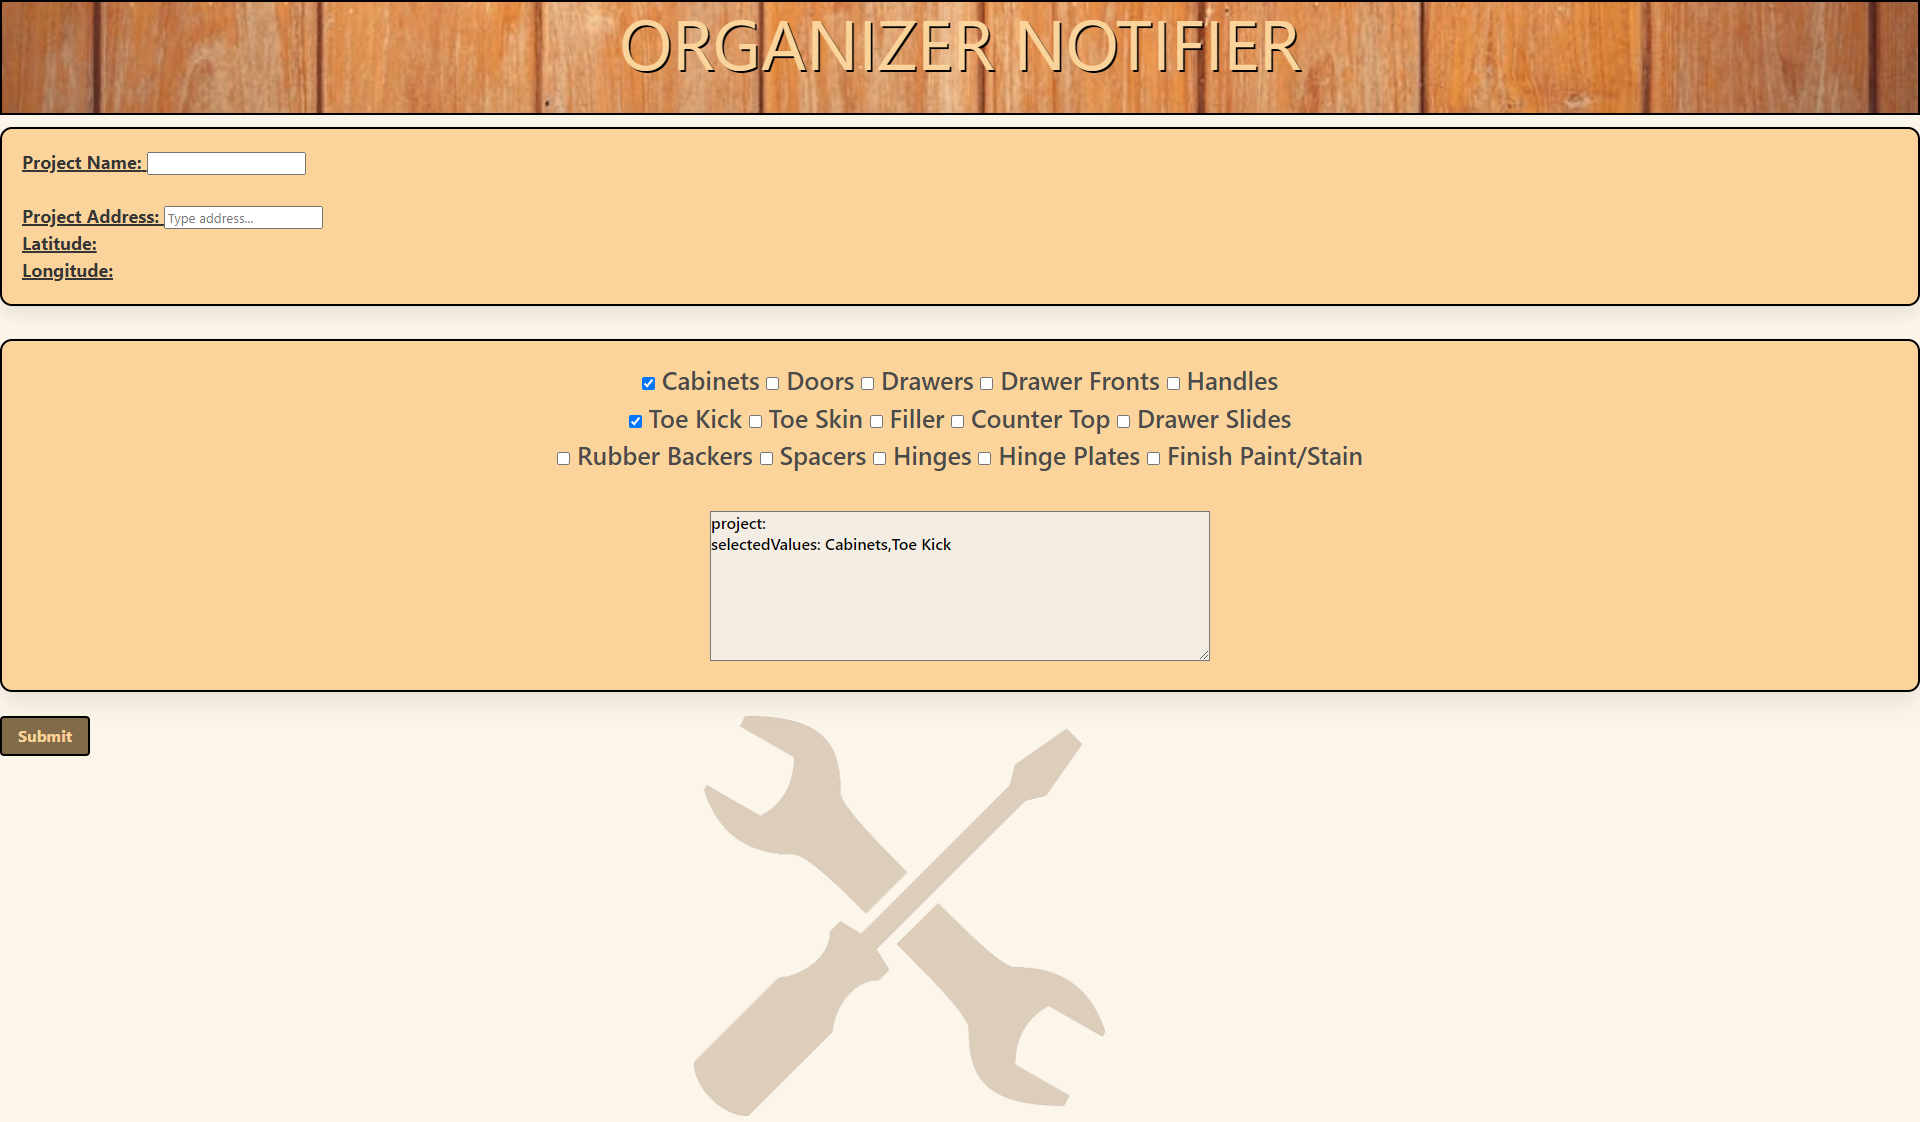 ORGANIZER NOTIFIER
Project Name:
Project Address: Type address...
Latitude:
Longitude:
Cabinets Doors Drawers Drawer Fronts Handles
Toe Kick Toe Skin Filler Counter Top Drawer Slides
Rubber Backers Spacers Hinges Hinge Plates Finish Paint/Stain
project:
selectedValues: Cabinets,Toe Kick
Submit